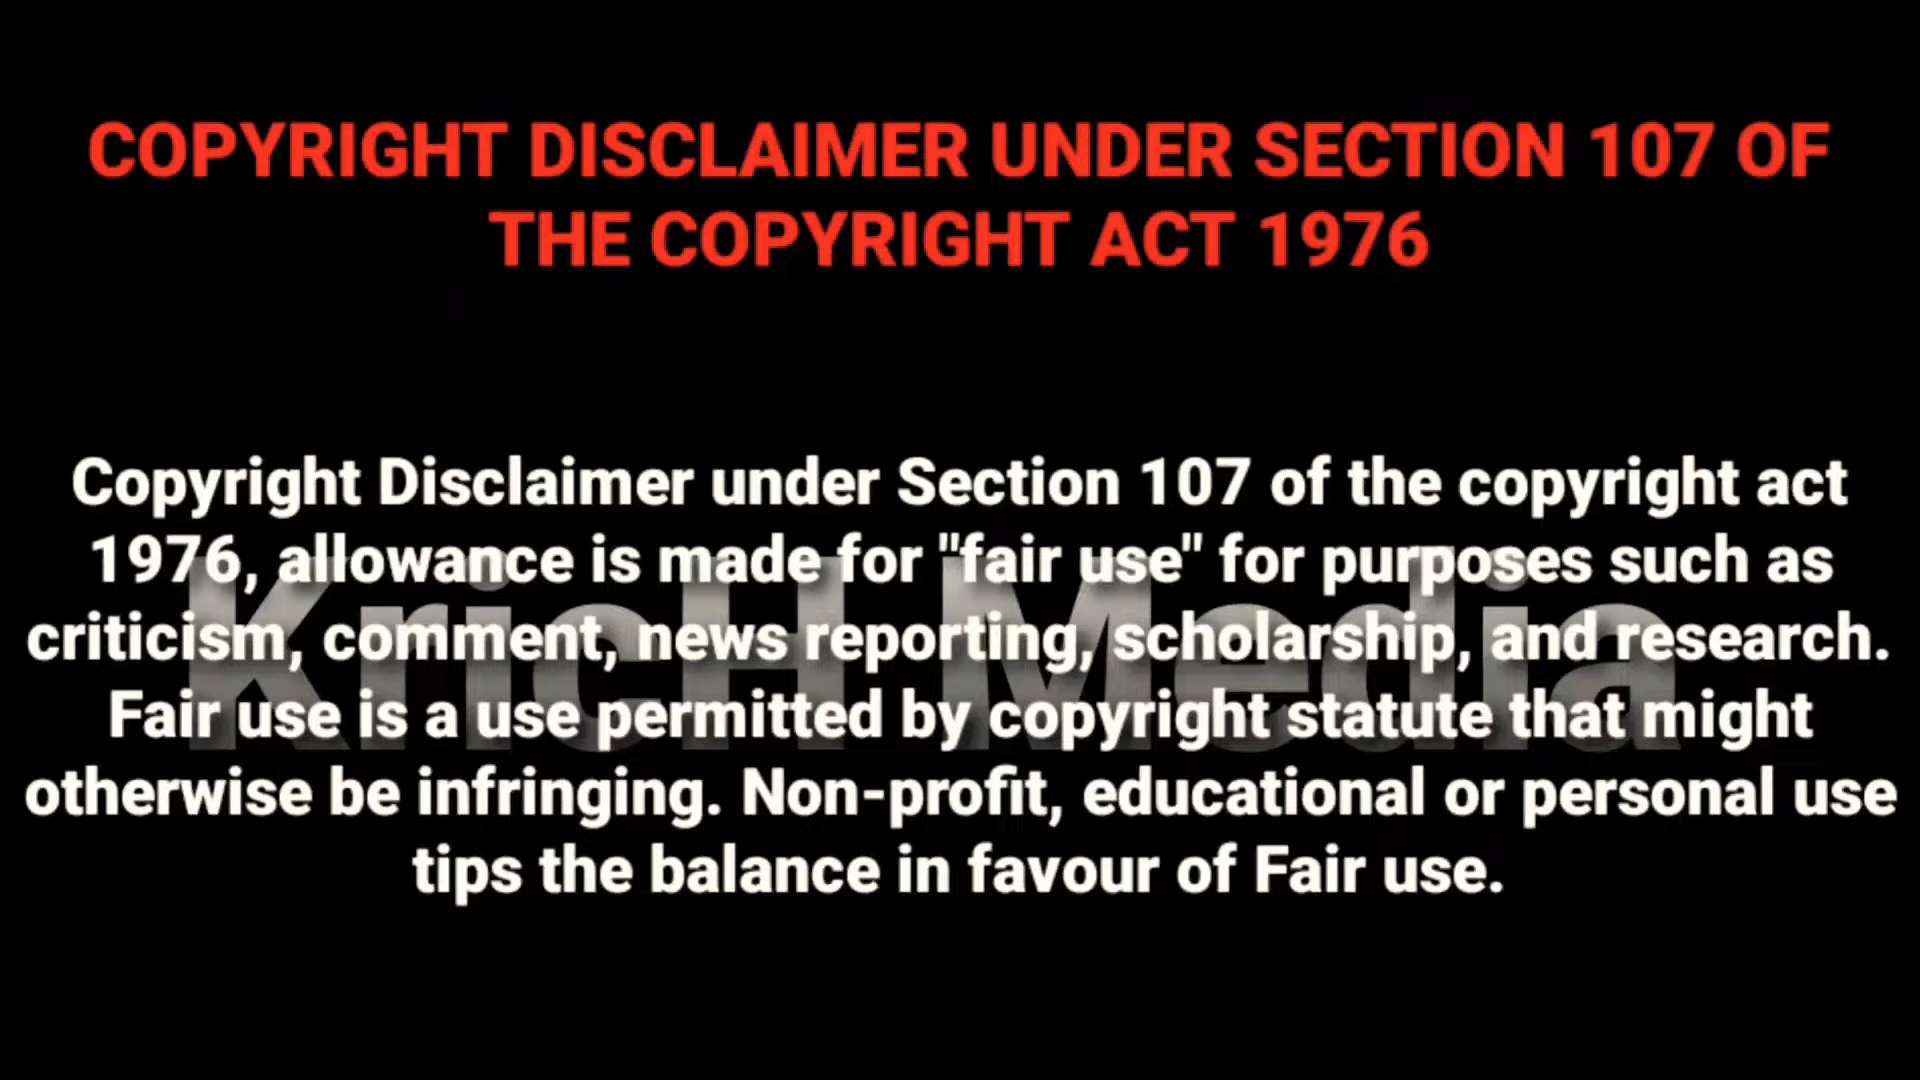 COPYRIGHT DISCLAIMER UNDER SECTION 107 OF
THE COPYRIGHT ACT 1976
Copyright Disclaimer under Section 107 of the copyright act
1976, allowance is made for "fair use" for purposes such as
criticism, comment, news reporting, scholarship, and research.
Fair use is a use permitted by copyright statute that might
otherwise be infringing. Non-profit, educational or personal use
tips the balance in favour of Fair use.
KricH Media